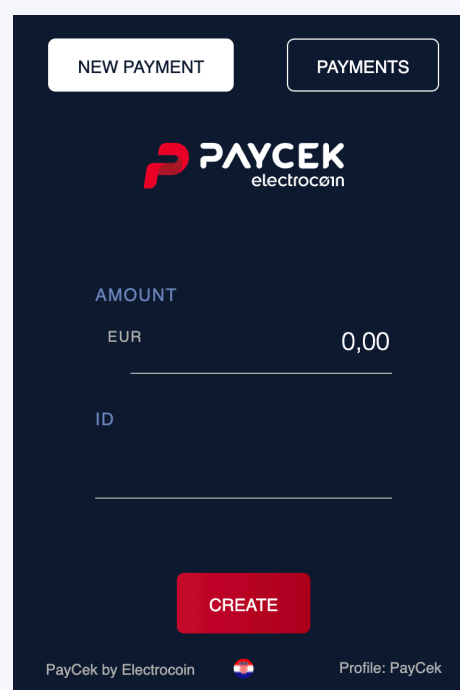 NEW PAYMENT PAYMENTS
PAYCEK
electrocoin
AMOUNT
EUR 0,00
ID
CREATE
PayCek by Electrocoin Profile: PayCek